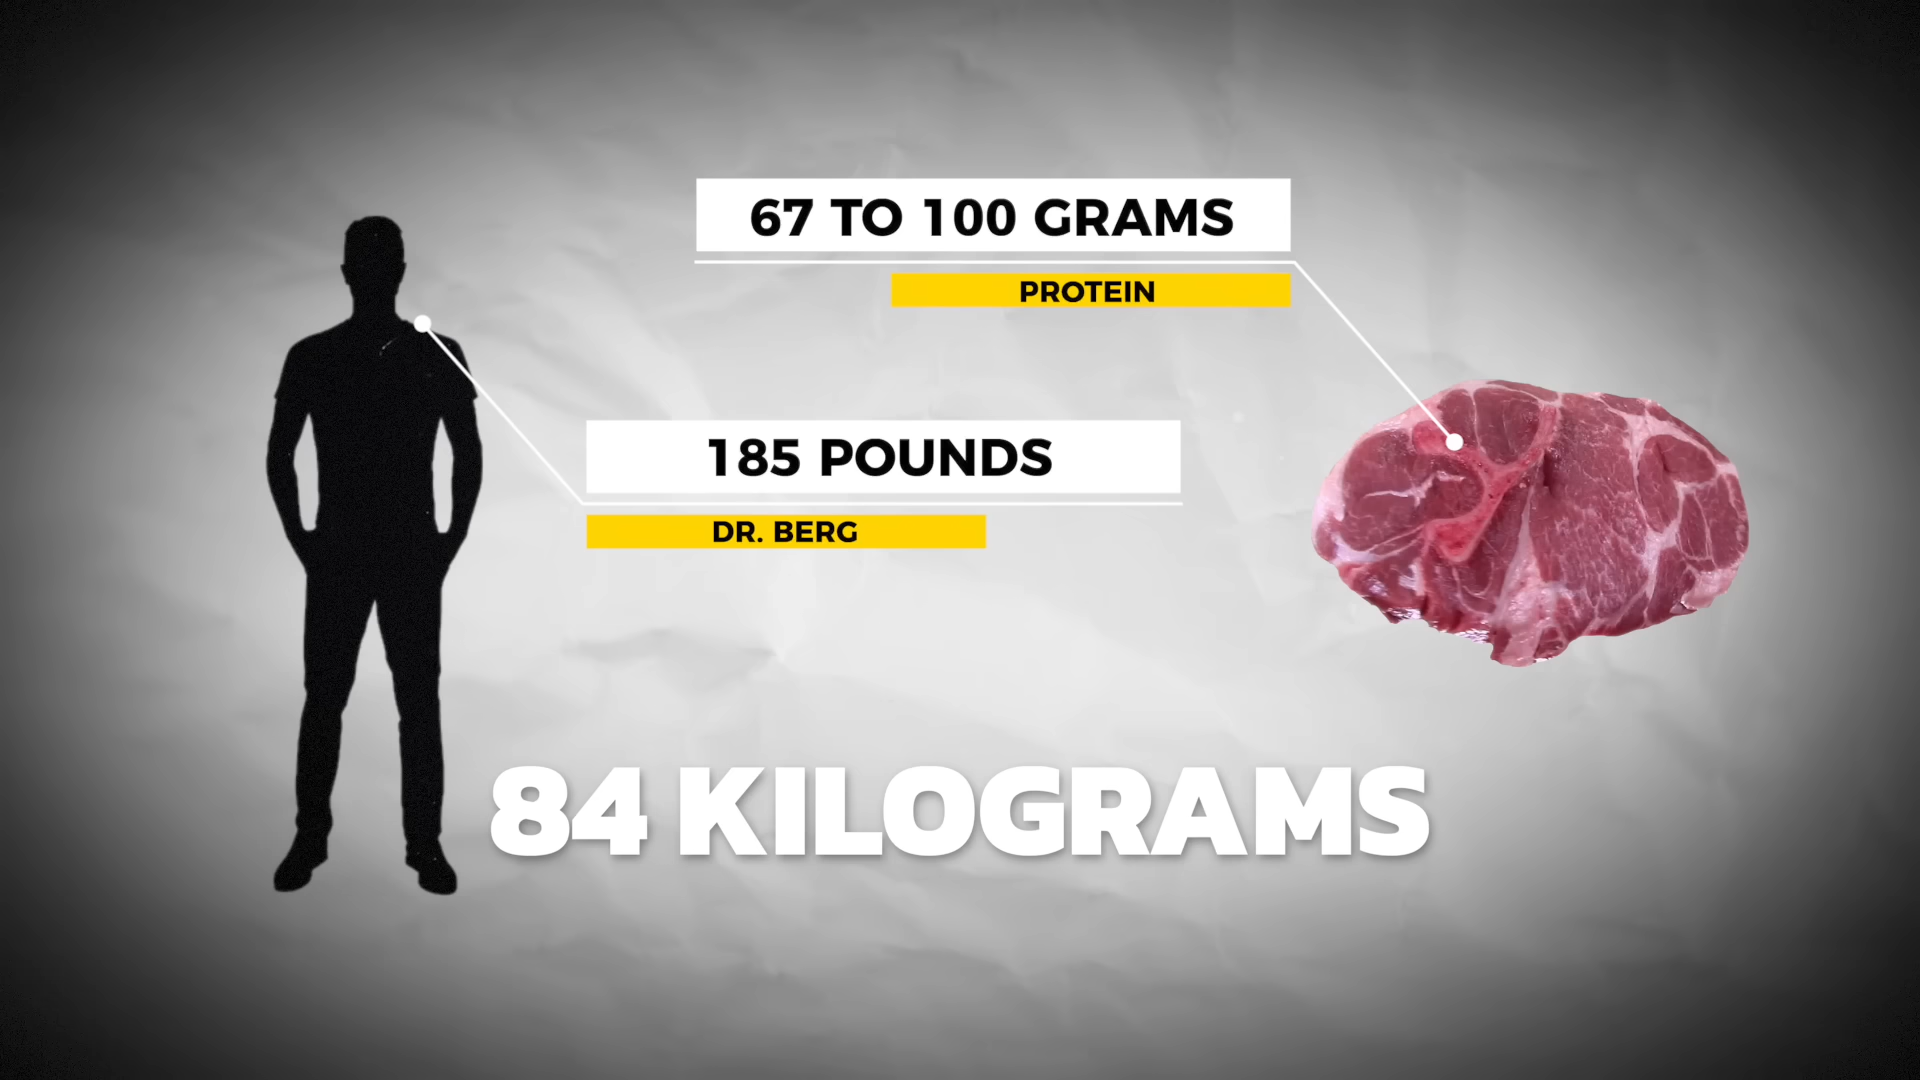 67 TO 100 GRAMS
PROTEIN
185 POUNDS
DR. BERG
84 KILOGRAMS